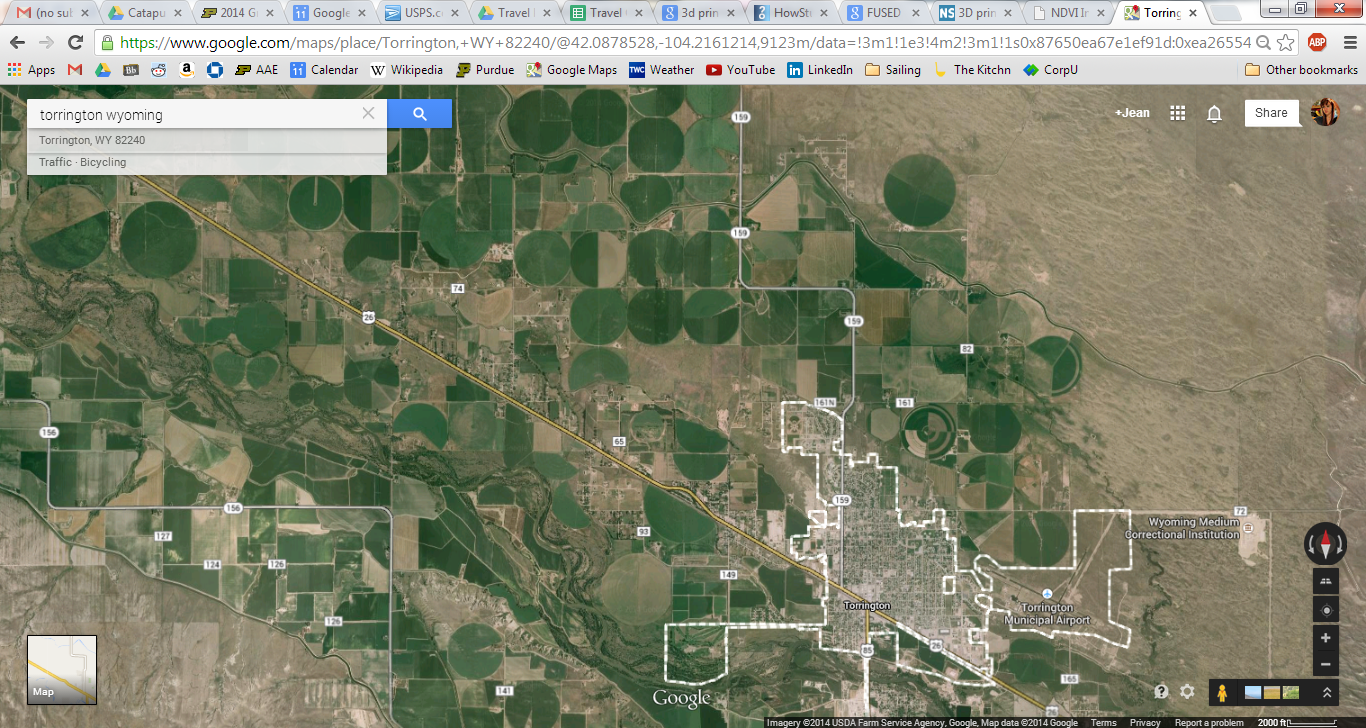 (no sul
Catapu
2014 G
Google
USPS.c
Travel
Travel
3d prin
HowSt
FUSED
3D prin
NDVI In
Torring
https://www.google.com/maps/place/Torrington,+WY+82240/@42.0878528,-104.2161214,9123m/data=!3m1!1e3!4m2!3m1!1s0x87650ea67e1ef91d:0xea26554
ABP
Apps
Bb
AAE
Calendar
Wikipedia
Purdue
Google Maps
TWC Weather
YouTube
LinkedIn
Sailing
The Kitchn
CorpU
Other bookmarks
torrington wyoming
Torrington, WY 82240
Traffic · Bicycling
+Jean
Share
159
159
74
26
159
82
161N
161
156
65
159
156
72
Wyoming Medium
Correctional Institution
127
93
124
126
149
Torrington
Torrington
Municipal Airport
126
26
85
165
141
26
Map
Google
Imagery ©2014 USDA Farm Service Agency, Google, Map data ©2014 Google
Terms
Privacy
Report a problem
2000 ft